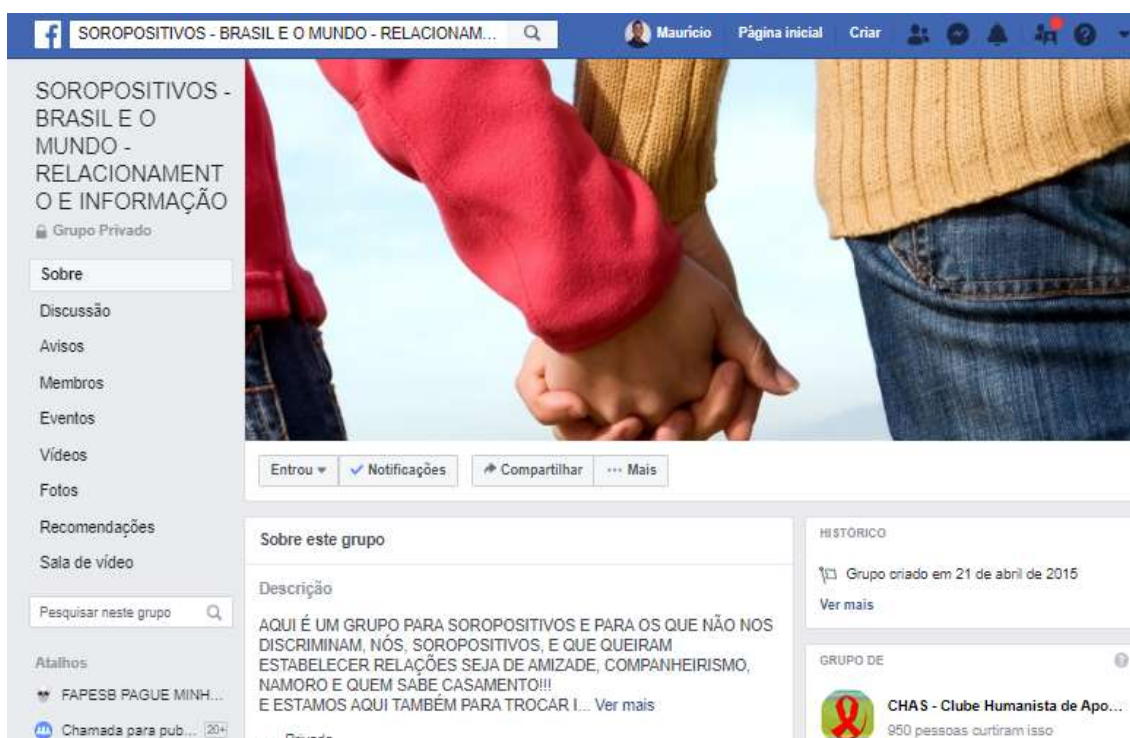 SOROPOSITIVOS - BRASIL E O MUNDO - RELACIONAM...
Maurício Página inicial Criar
SOROPOSITIVOS -
BRASIL E O
MUNDO -
RELACIONAMENT
O E INFORMAÇÃO
Grupo Privado
Sobre
Discussão
Avisos
Membros
Eventos
Vídeos
Fotos
Recomendações
Sala de vídeo
Pesquisar neste grupo
Atalhos
FAPESB PAGUE MINH...
Chamada para pub... 20+
Entrou Notificações Compartilhar ... Mais
Sobre este grupo
Descrição
AQUI É UM GRUPO PARA SOROPOSITIVOS E PARA OS QUE NÃO NOS
DISCRIMINAM, NÓS, SOROPOSITIVOS, E QUE QUEIRAM
ESTABELECER RELAÇÕES SEJA DE AMIZADE, COMPANHEIRISMO,
NAMORO E QUEM SABE CASAMENTO!!!
E ESTAMOS AQUI TAMBÉM PARA TROCAR I... Ver mais
Privado
HISTÓRICO
Grupo criado em 21 de abril de 2015
Ver mais
GRUPO DE
CHAS - Clube Humanista de Apo...
950 pessoas curtiram isso